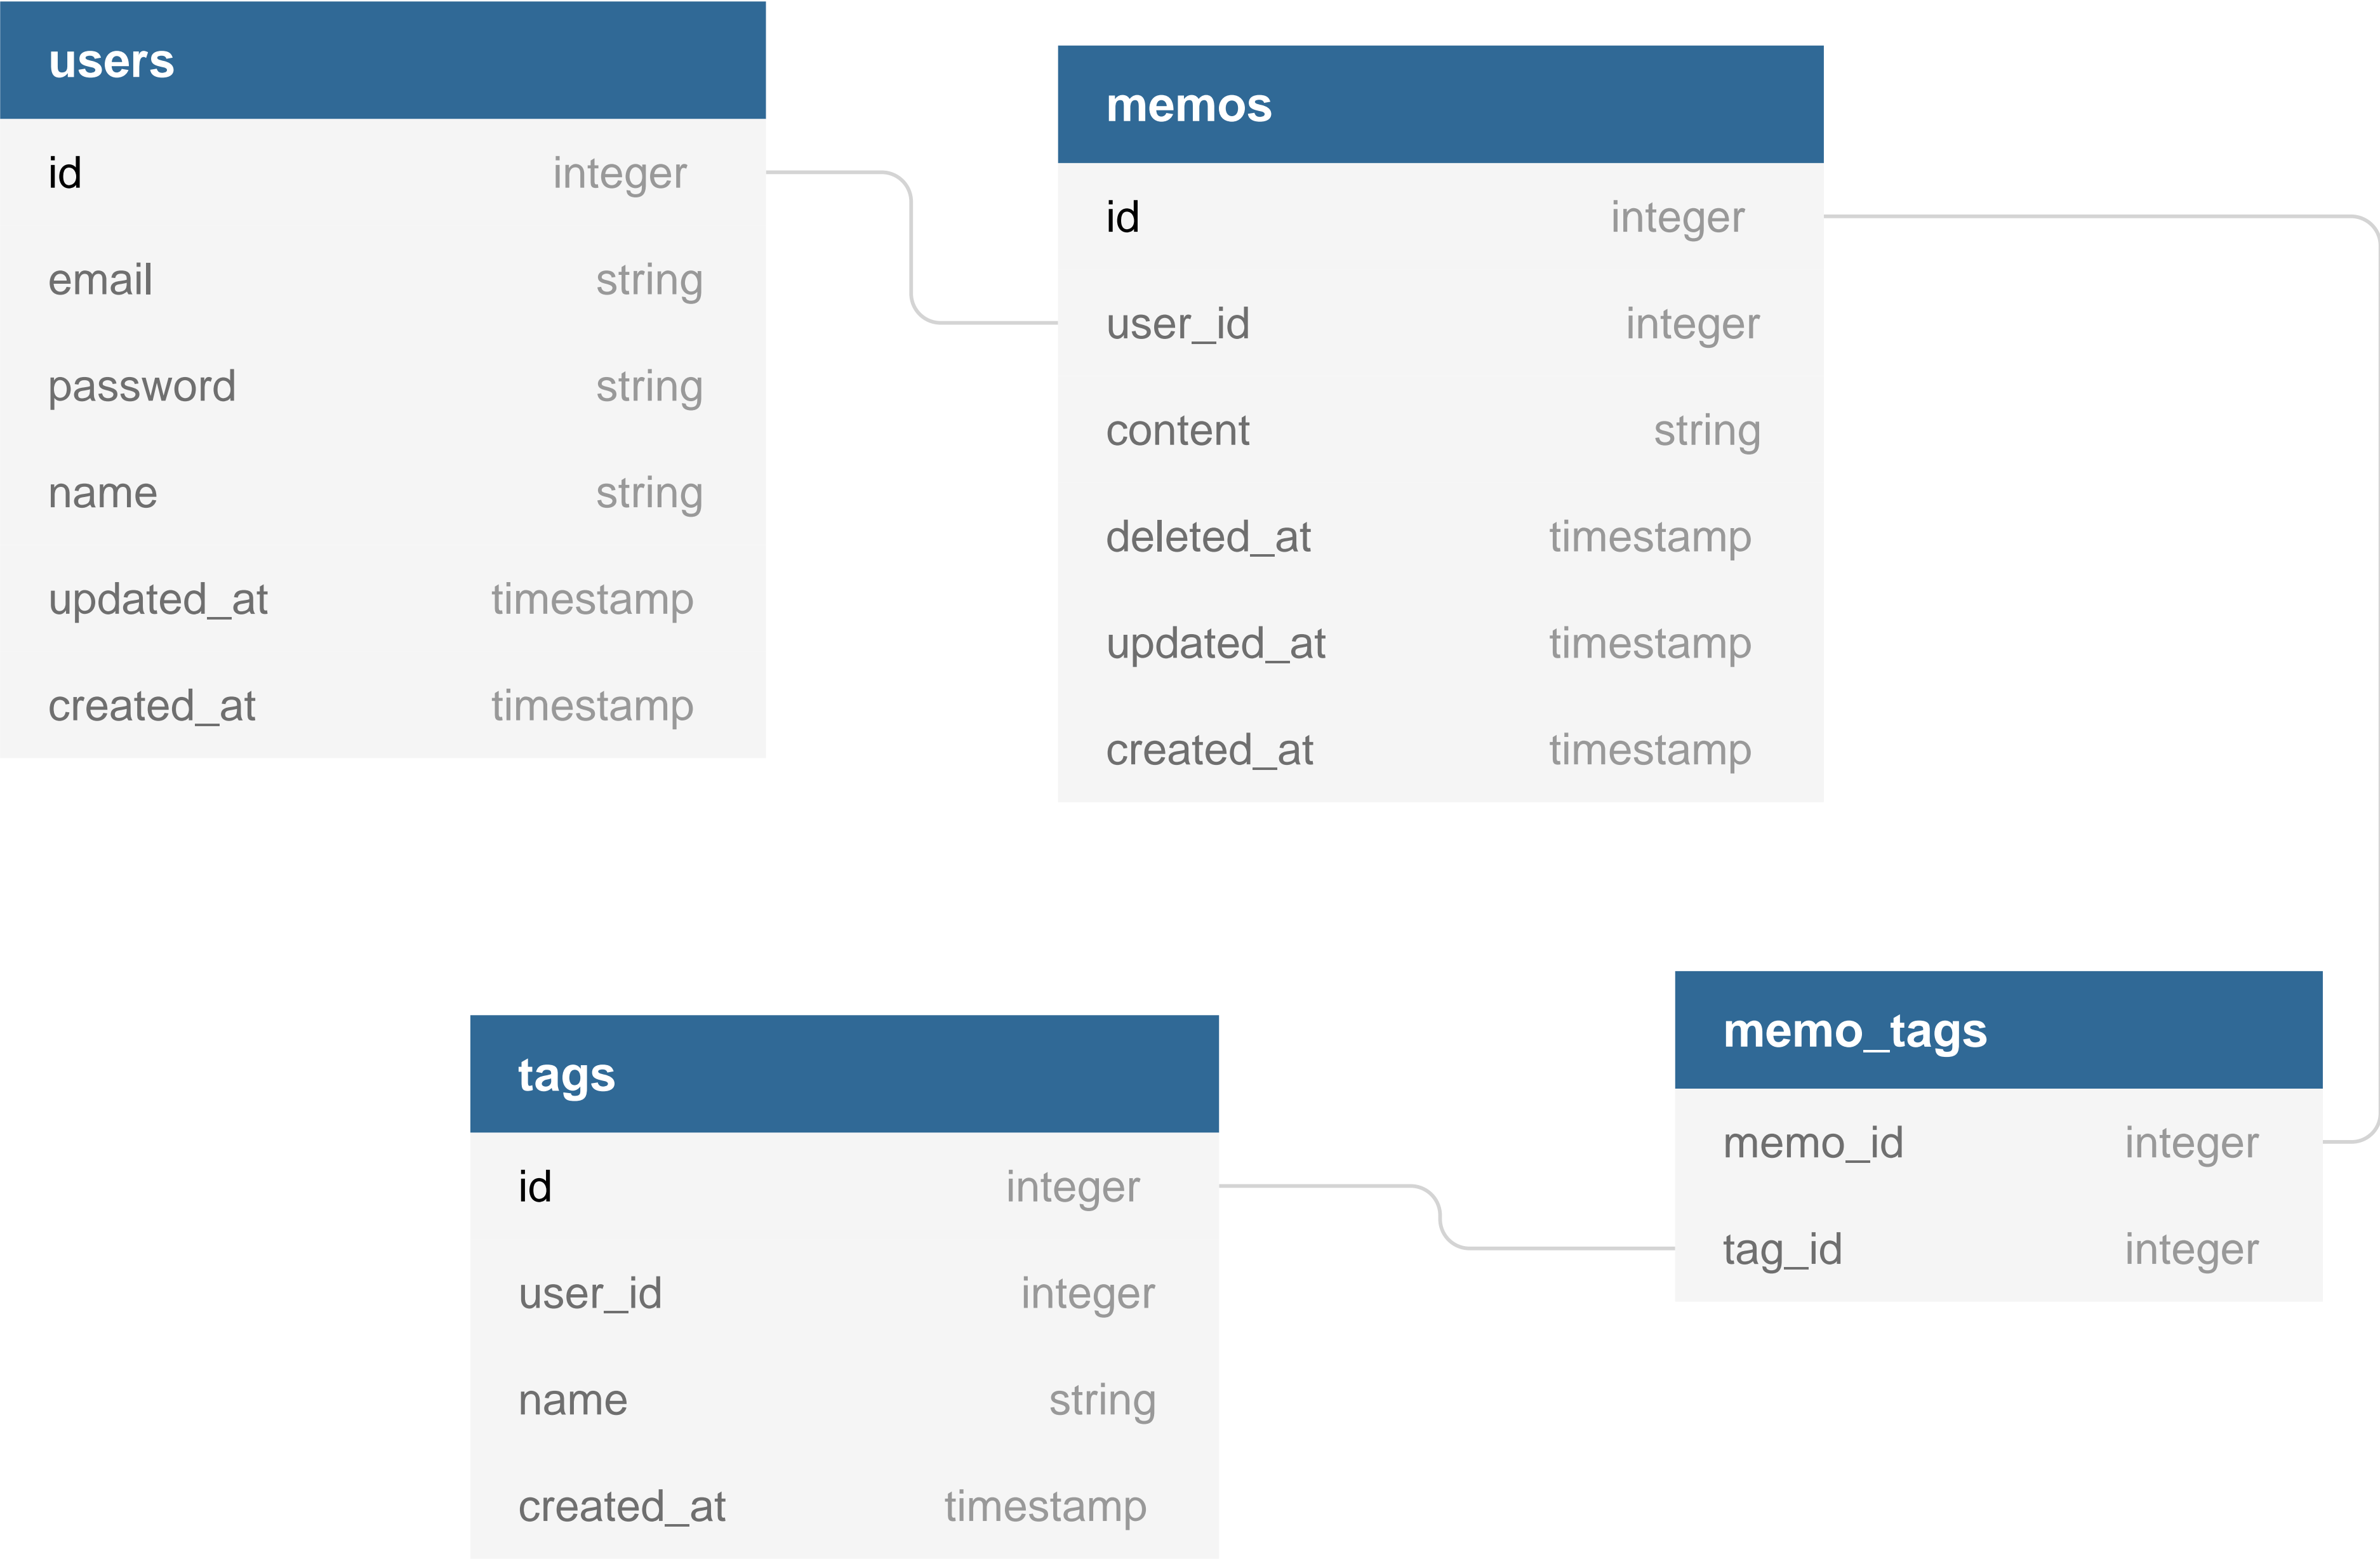 users
id integer
email string
password string
name string
updated_at timestamp
created_at timestamp
memos
id integer
user_id integer
content string
deleted_at timestamp
updated_at timestamp
created_at timestamp
tags
id integer
user_id integer
name string
created_at timestamp
memo_tags
memo_id integer
tag_id integer